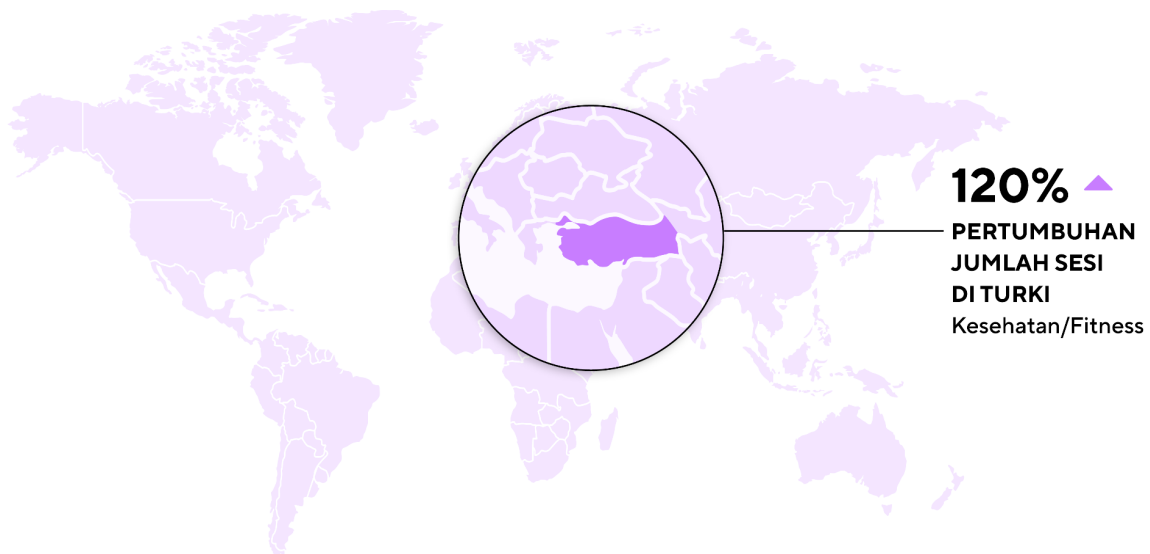 120%
PERTUMBUHAN
JUMLAH SESI
DI TURKI
Kesehatan/Fitness